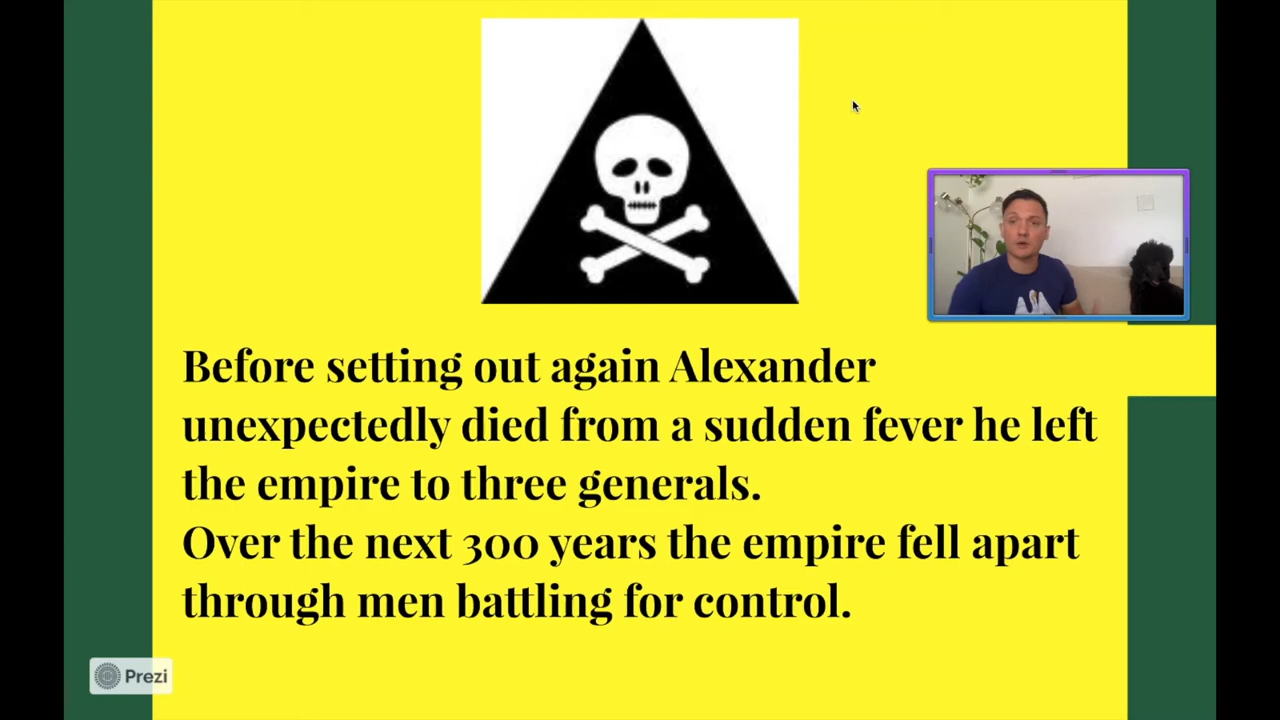 Before setting out again Alexander
unexpectedly died from a sudden fever he left
the empire to three generals.
Over the next 300 years the empire fell apart
through men battling for control.
Prezi